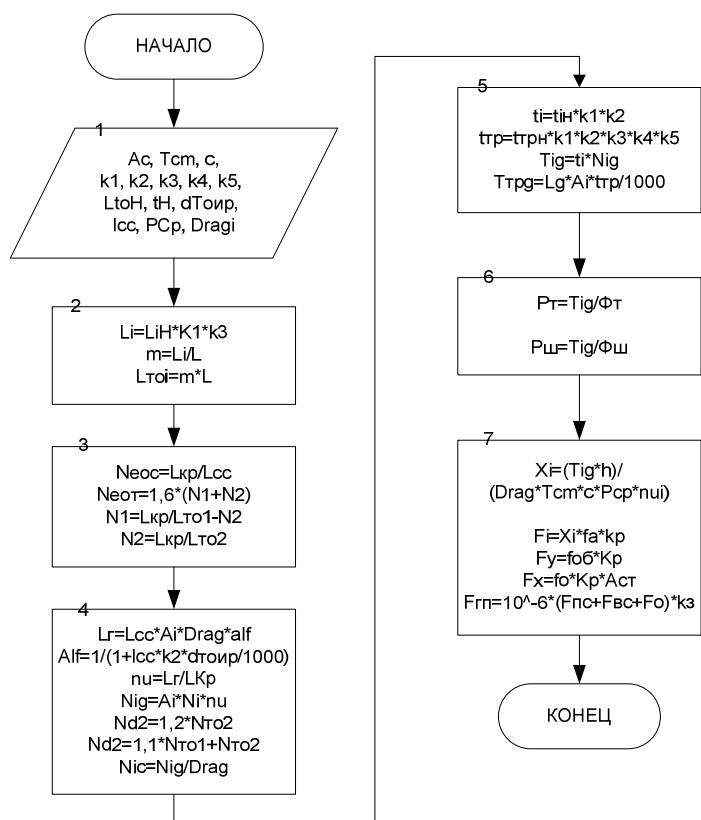 НАЧАЛО
1
Ac, Tcm, c,
k1, k2, k3, k4, k5,
LtoH, tH, dТоир,
lcc, PCp, Dragi
2
Li=LiH*K1*k3
m=Li/L
Lтоi=m*L
3
Neoc=Lкр/Lcc
Neoт=1,6*(N1+N2)
N1=Lкр/Lто1-N2
N2=Lкр/Lто2
4
Lг=Lcc*Ai*Drag*alf
Alf=1/(1+lcc*k2*dтоир/1000)
nu=Lг/LKp
Nig=Ai*Ni*nu
Nd2=1,2*Nто2
Nd2=1,1*Nто1+Nто2
Nic=Nig/Drag
5
ti=tiн*k1*k2
tтр=tтрн*k1*k2*k3*k4*k5
Tig=ti*Nig
Tтрg=Lg*Ai*tтр/1000
6
Pт=Tig/Фт
Pш=Tig/Фш
7
Xi=(Tig*h)/
(Drag*Tcm*c*Pcp*nui)
Fi=Xi*fa*kp
Fy=foб*Kp
Fx=fo*Kp*Аст
Fгп=10^-6*(Fпс+Fвс+Fo)*kз
КОНЕЦ